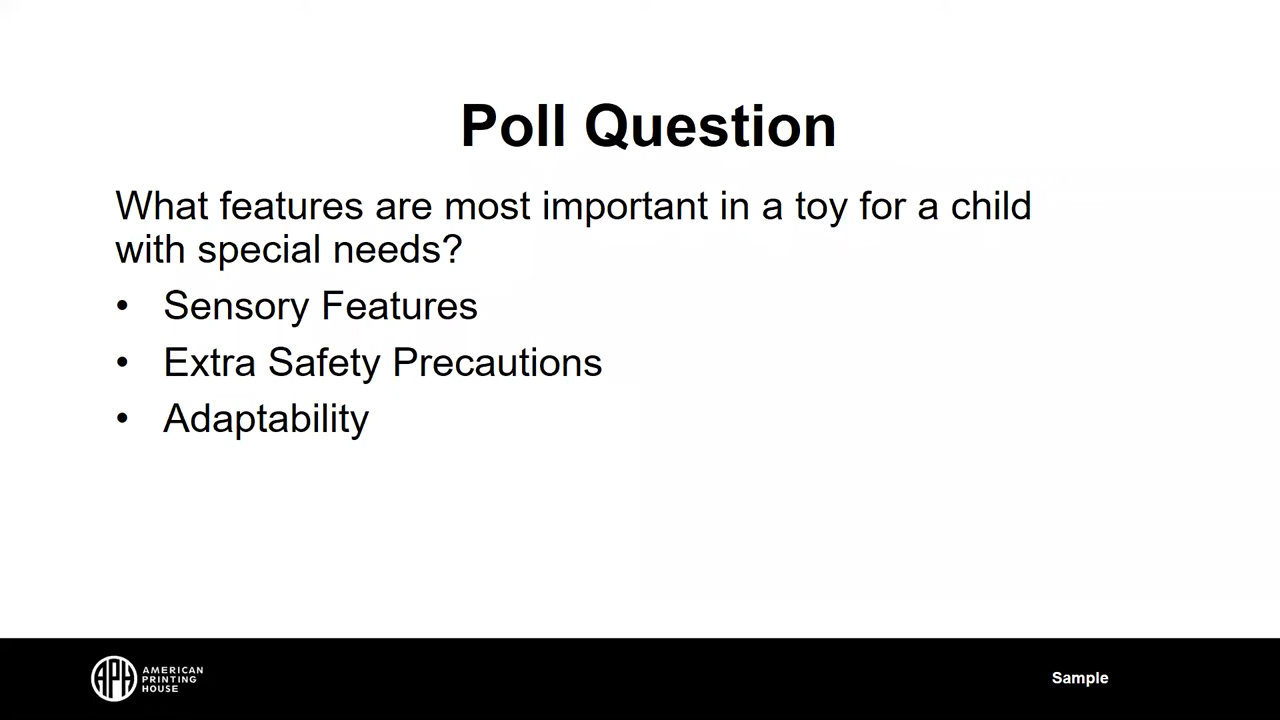 Poll Question
What features are most important in a toy for a child
with special needs?
• Sensory Features
• Extra Safety Precautions
• Adaptability
APH
AMERICAN
PRINTING
HOUSE
Sample